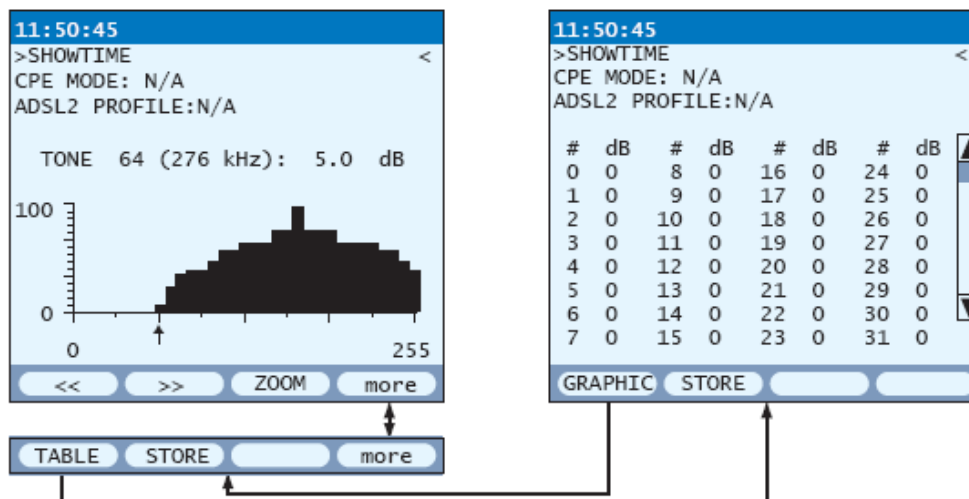 11:50:45
>SHOWTIME <
CPE MODE: N/A
ADSL2 PROFILE:N/A
TONE 64 (276 kHz): 5.0 dB
100
0
0 255
<< >> ZOOM more
TABLE STORE more
11:50:45
>SHOWTIME <
CPE MODE: N/A
ADSL2 PROFILE:N/A
# dB # dB # dB # dB
0 0 8 0 16 0 24 0
1 0 9 0 17 0 25 0
2 0 10 0 18 0 26 0
3 0 11 0 19 0 27 0
4 0 12 0 20 0 28 0
5 0 13 0 21 0 29 0
6 0 14 0 22 0 30 0
7 0 15 0 23 0 31 0
GRAPHIC STORE